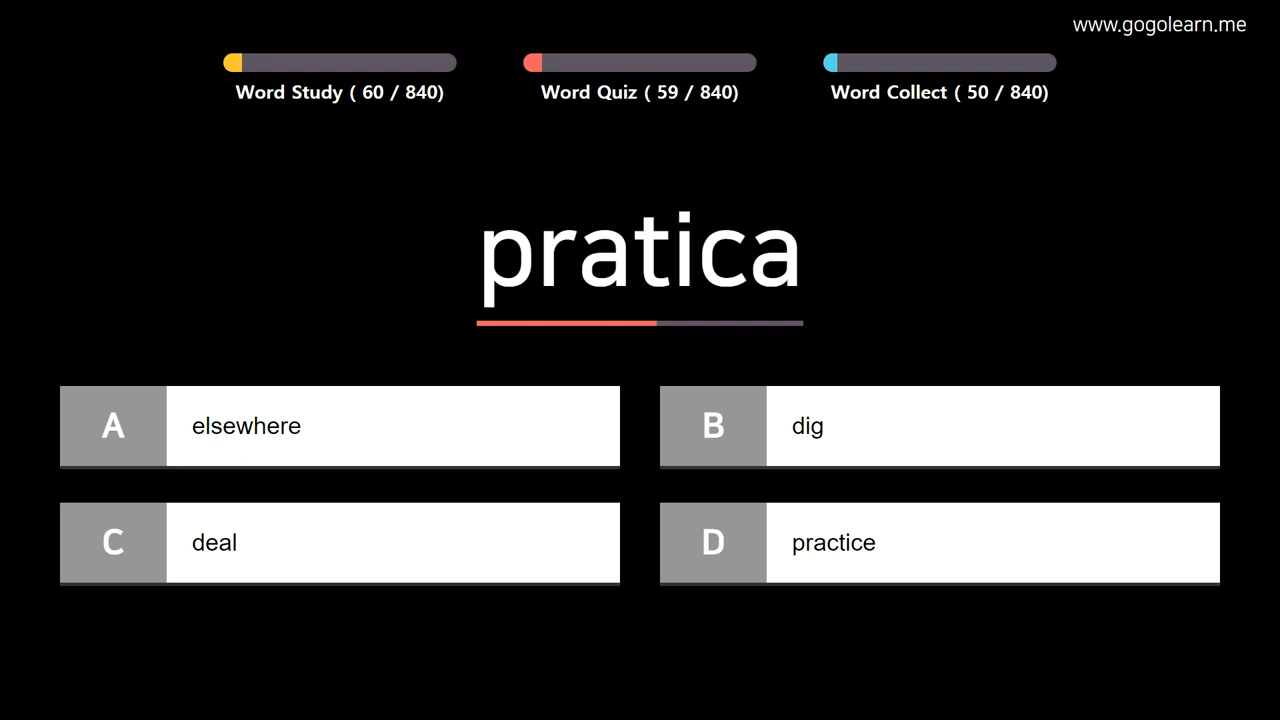 www.gogolearn.me
Word Study ( 60 / 840)
Word Quiz ( 59 / 840)
Word Collect ( 50 / 840)
pratica
A elsewhere
B dig
C deal
D practice